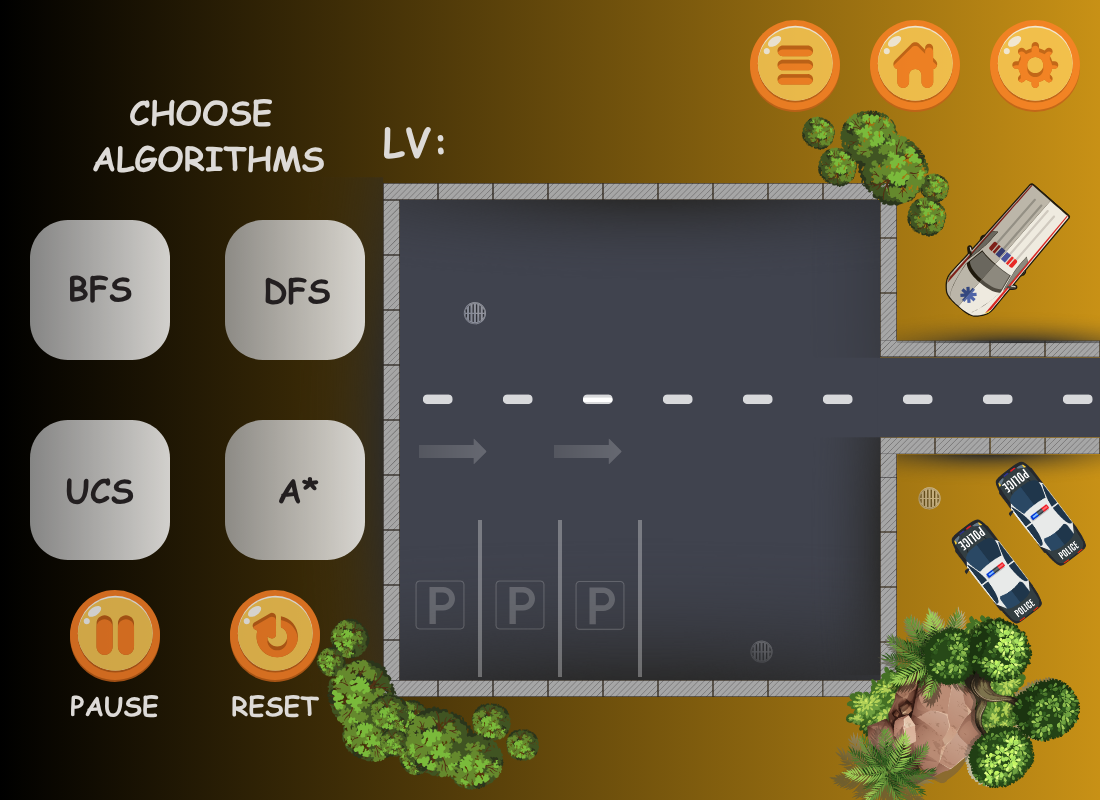 CHOOSE
ALGORITHMS
LV:
BFS
DFS
UCS
A*
P
P
P
POLICE
POLICE
POLICE
POLICE
PAUSE
RESET